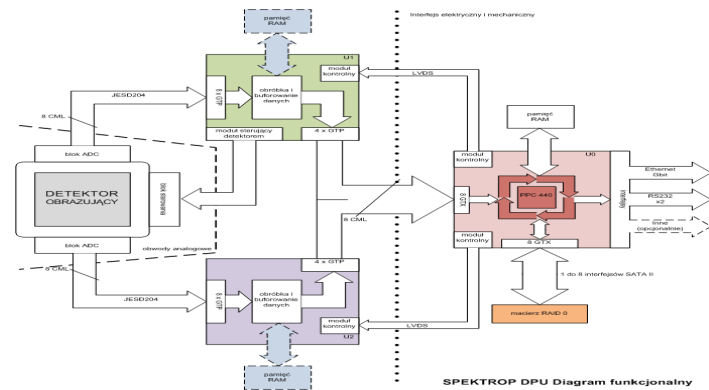 pamięć
RAM
Interfejs elektryczny i mechaniczny
U1
moduł
kontrolny
LVDS
JESD204
8 x GTP
obróbka i
buforowanie
danych
8 CML
moduł sterujący
detektorem
4 x GTP
pamięć
RAM
blok ADC
moduł
kontrolny
U0
Ethernet
Gbit
DETEKTOR
OBRAZUJĄCY
blok sterowania
8 GTX
PPC 440
interfejsy
RS232
x2
8 CML
Inne
(opcjonalnie)
blok ADC
obwody analogowe
moduł
kontrolny
8 GTX
8 CML
4 x GTP
1 do 8 interfejsów SATA II
JESD204
8 x GTP
obróbka i
buforowanie
danych
macierz RAID 0
moduł
kontrolny
LVDS
U2
pamięć
RAM
SPEKTROP DPU Diagram funkcjonalny